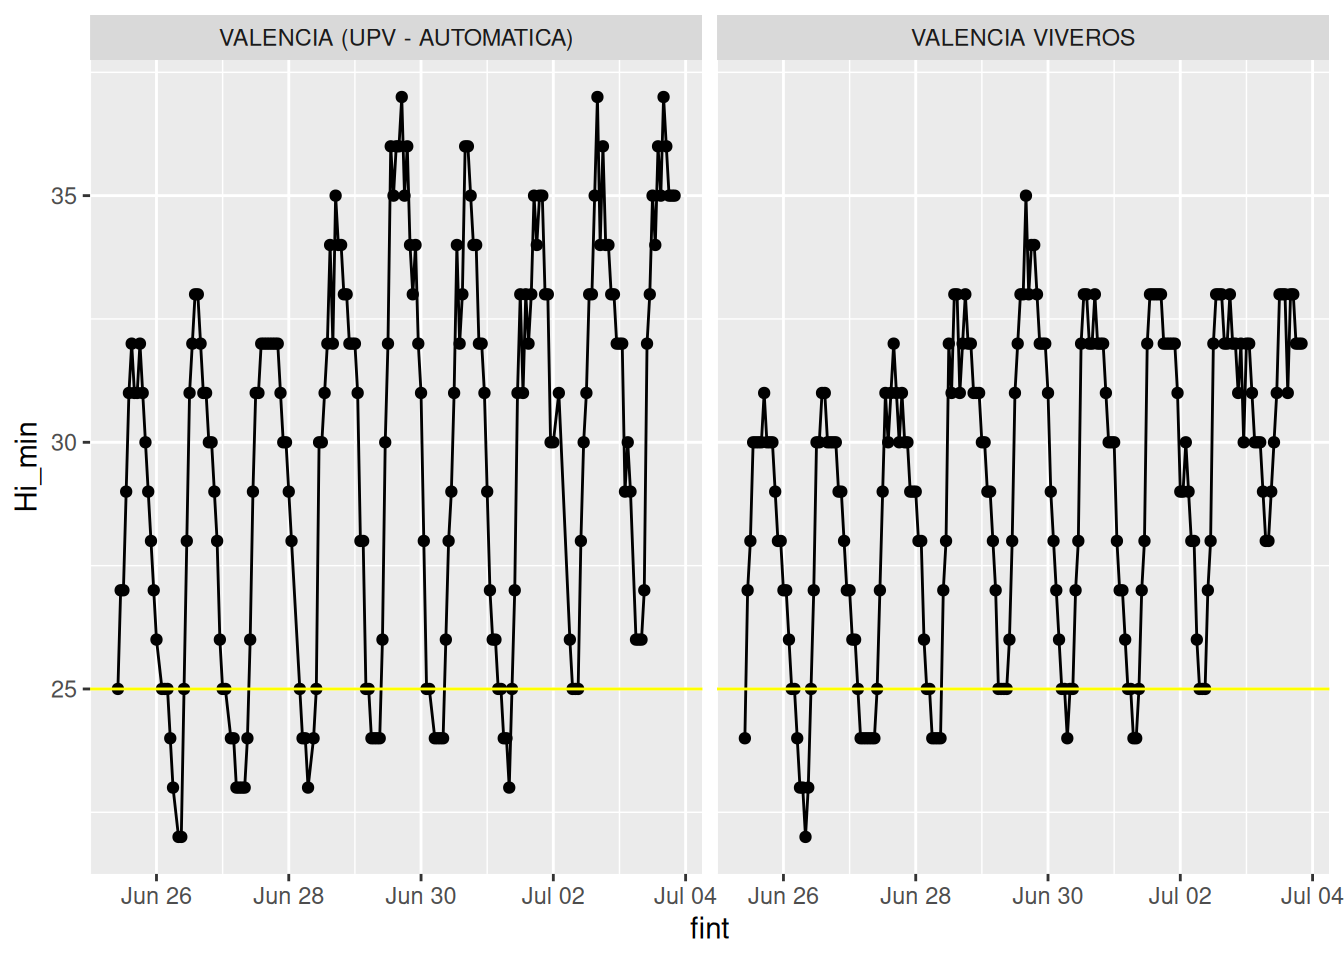 VALENCIA (UPV - AUTOMATICA) VALENCIA VIVEROS
35
30
25
Hi_min
Jun 26 Jun 28 Jun 30 Jul 02 Jul 04 Jun 26 Jun 28 Jun 30 Jul 02 Jul 04
fint